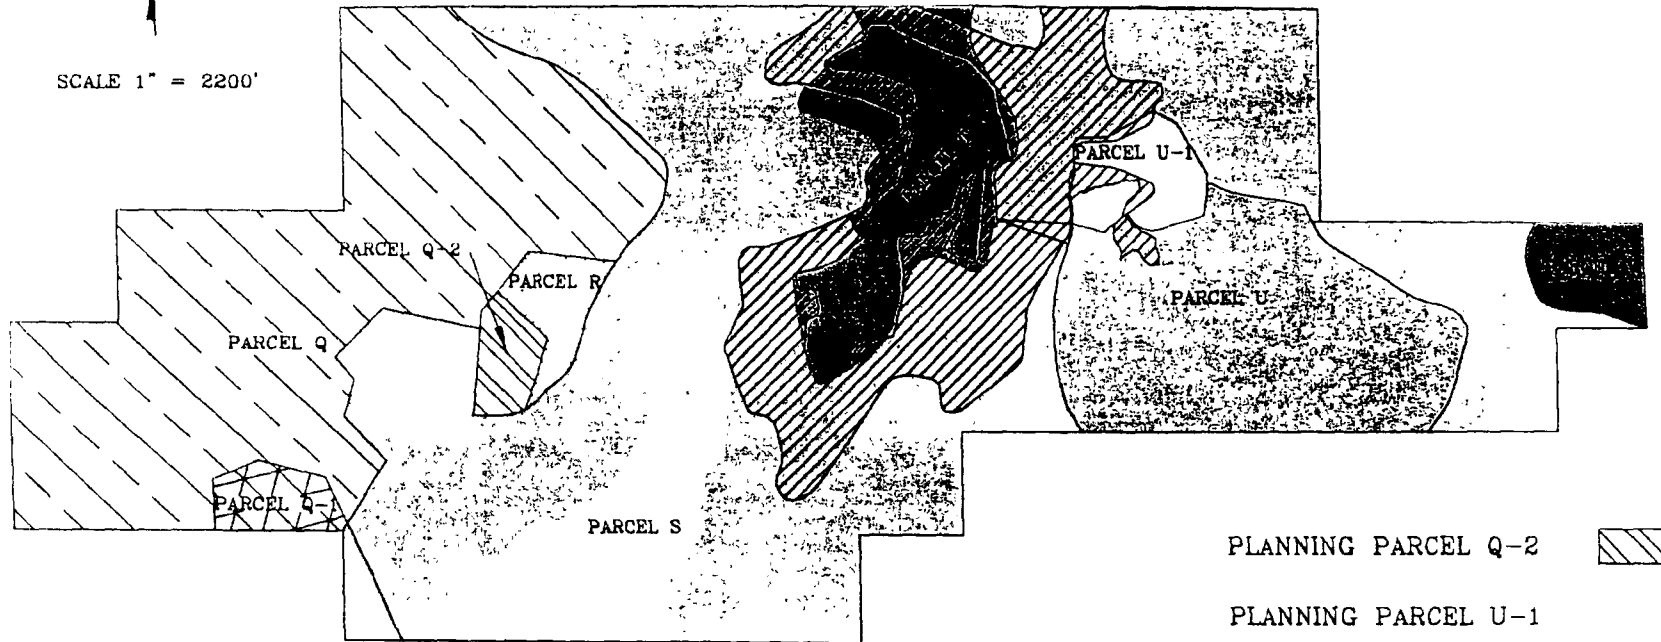 SCALE 1" = 2200'
PARCEL U-1
PARCEL Q-2
PARCEL R
PARCEL U
PARCEL Q
PARCEL Q-1
PARCEL S
PLANNING PARCEL Q-2
PLANNING PARCEL U-1